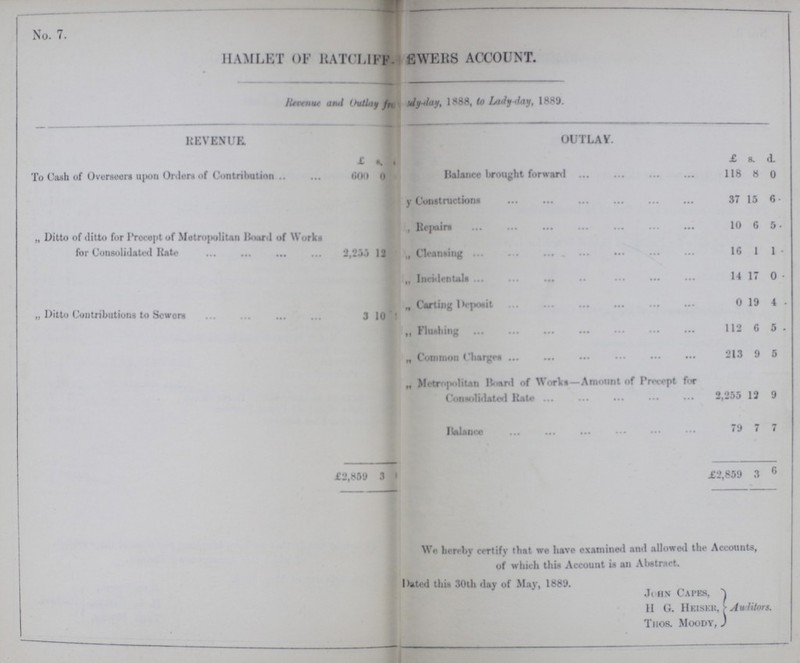 No. 7.
HAMLET OF RATCLIFF. EWERS ACCOUNT.
Revenue and Outlay fro dy-day, 1888, to Lady-day, 1889.
REVENUE
£ s.
To Cash of Overseers upon Orders of Contribution .. ... 600 0
„ Ditto of ditto for Precept of Metropolitan Board of Works
for Consolidated Rate ... ... ... ... 2,255 12
„ Ditto Contributions to Sewers ... ... ... 3 10
£2,859 3
OUTLAY.
£ s. d.
Balance brought forward ... ... ... ... 118 8 0
y Constructions ... ... ... ... ... ... 37 15 6
, Repairs ... ... ... ... ... ... ... 10 6 5
„ Cleansing ... ... ... ... ... ... ... 16 1 1
„ Incidentals ... ... ... ... ... ... ... 14 17 0
„ Carting Deposit ... ... ... ... ... ... 0 19 4
„ Flushing ... ... ... ... ... ... ... 112 6 5
„ Common Charges ... ... ... ... ... ... 213 9 5
„ Metropolitan Board of Works—Amount of Precept for
Consolidated Rate ... ... ... ... ... 2,255 12 9
Balance ... ... ... ... ... ... 79 7 7
£2,859 3 6
We hereby certify that we have examined and allowed the Accounts,
of which this Account is an Abstract.
Dated this 30th day of May, 1889.
JOHN CAPES,
H G. HEISER, Auditors.
THOS. MOODY,